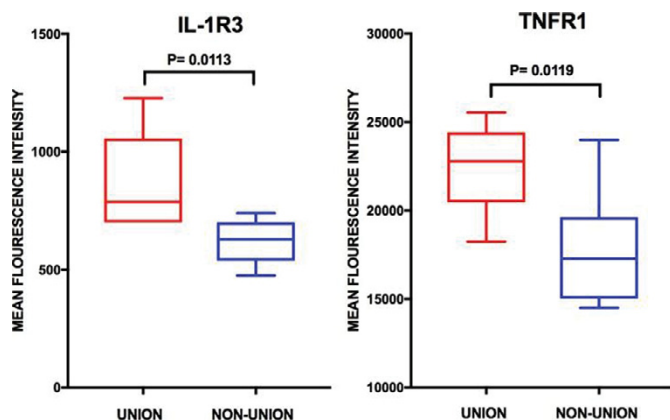 IL-1R3
1500
P= 0.0113
1000
500
0
MEAN FLOURESCENCE INTENSITY
UNION NON-UNION
TNFR1
30000
P= 0.0119
25000
20000
15000
10000
MEAN FLOURESCENCE INTENSITY
UNION NON-UNION